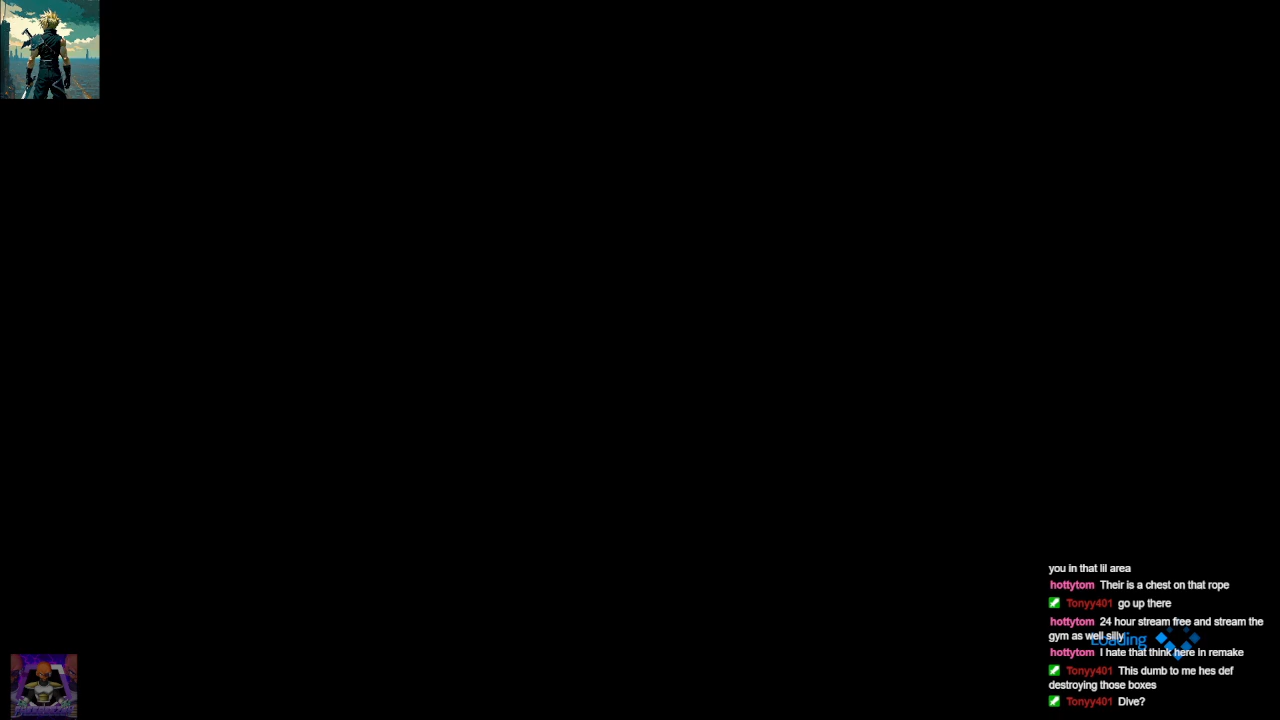 you in that lil area
hottytom Their is a chest on that rope
Tonyy401 go up there
hottytom 24 hour stream free and stream the
gym as well silly
Loading
hottytom I hate that think here in remake
Tonyy401 This dumb to me hes def
destroying those boxes
Tonyy401 Dive?